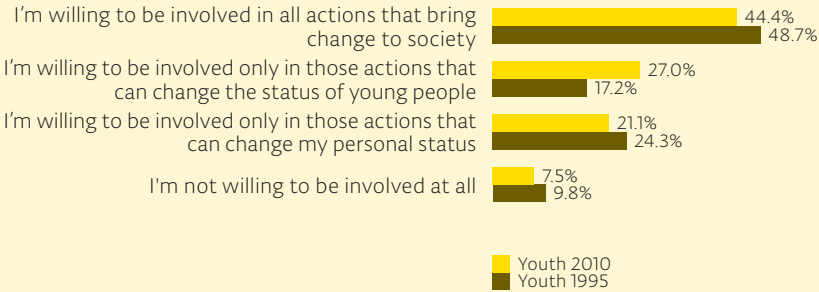 I’m willing to be involved in all actions that bring
change to society
44.4%
48.7%
I’m willing to be involved only in those actions that
can change the status of young people
27.0%
17.2%
I’m willing to be involved only in those actions that
can change my personal status
21.1%
24.3%
I'm not willing to be involved at all
7.5%
9.8%
Youth 2010
Youth 1995